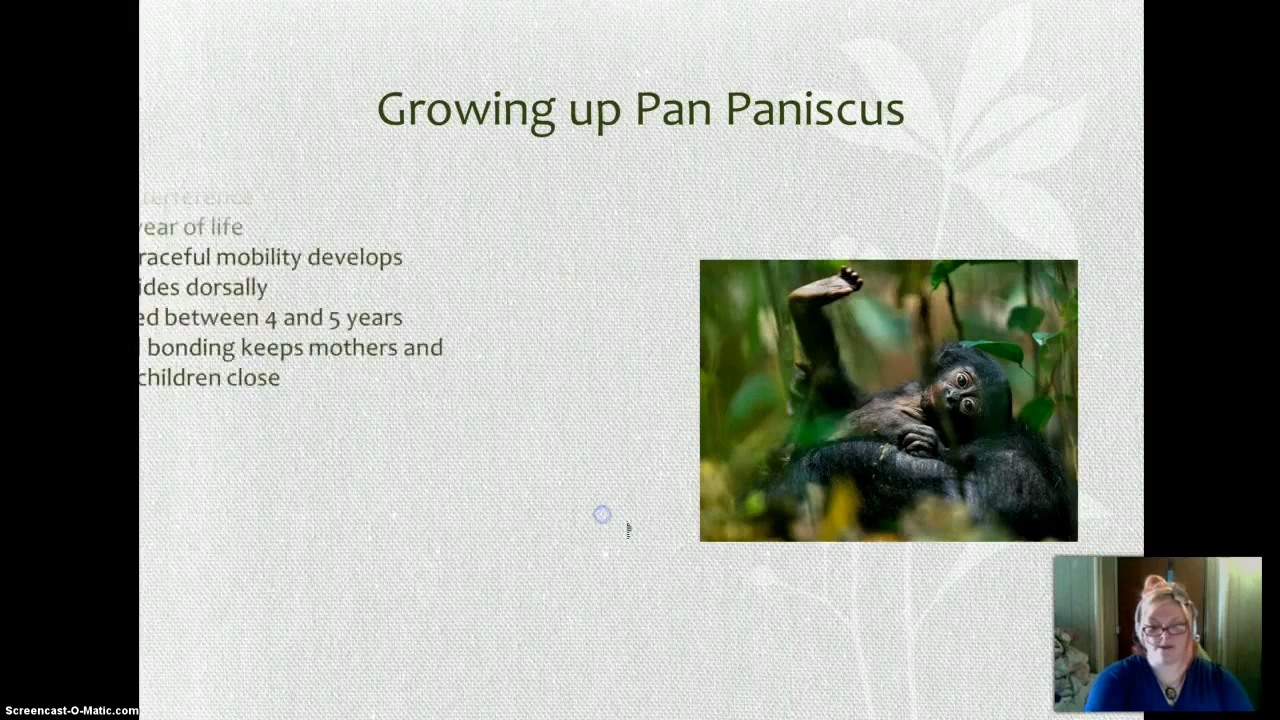 Growing up Pan Paniscus
terference
year of life
raceful mobility develops
ides dorsally
ed between 4 and 5 years
bonding keeps mothers and
children close
Screencast-O-Matic.com